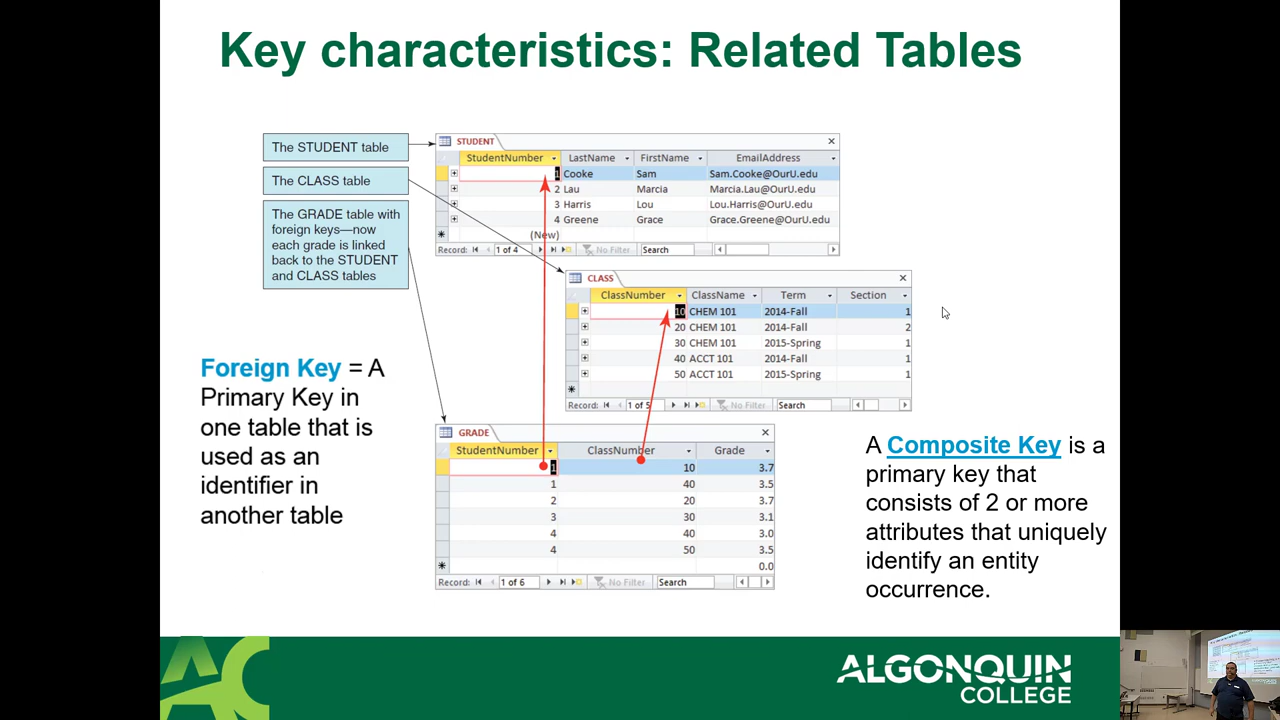 Key characteristics: Related Tables
The STUDENT table
The CLASS table
The GRADE table with
foreign keys—now
each grade is linked
back to the STUDENT
and CLASS tables
STUDENT
StudentNumber LastName FirstName EmailAddress
1 Cooke Sam Sam.Cooke@OurU.edu
2 Lau Marcia Marcia.Lau@OurU.edu
3 Harris Lou Lou.Harris@OurU.edu
4 Greene Grace Grace.Greene@OurU.edu
(New)
Record: 1 of 4 No Filter Search
CLASS
ClassNumber ClassName Term Section
10 CHEM 101 2014-Fall 1
20 CHEM 101 2014-Fall 2
30 CHEM 101 2015-Spring 1
40 ACCT 101 2014-Fall 1
50 ACCT 101 2015-Spring 1
Record: 1 of 5 No Filter Search
Foreign Key = A
Primary Key in
one table that is
used as an
identifier in
another table
GRADE
StudentNumber ClassNumber Grade
1 10 3.7
1 40 3.5
2 20 3.7
3 30 3.1
4 40 3.0
4 50 3.5
0.0
Record: 1 of 6 No Filter Search
A Composite Key is a
primary key that
consists of 2 or more
attributes that uniquely
identify an entity
occurrence.
AC
ALGONQUIN
COLLEGE